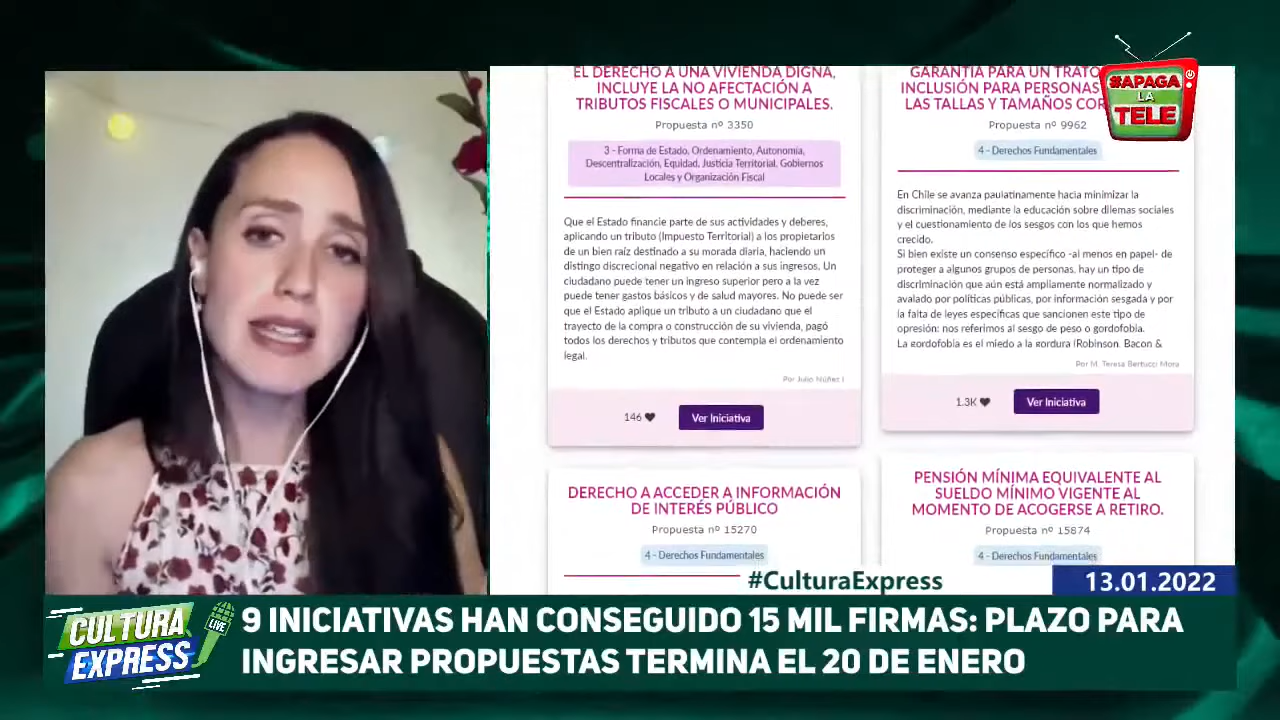 EL DERECHO A UNA VIVIENDA DIGNA,
INCLUYE LA NO AFECTACIÓN A
TRIBUTOS FISCALES O MUNICIPALES.
Propuesta nº 3350
3 - Forma de Estado, Ordenamiento, Autonomía,
Descentralización, Equidad, Justicia Territorial, Gobiernos
Locales y Organización Fiscal
Que el Estado financie parte de sus actividades y deberes,
aplicando un tributo (Impuesto Territorial) a los propietarios
de un bien raíz destinado a su morada diaria, haciendo un
distingo discrecional negativo en relación a sus ingresos. Un
ciudadano puede tener un ingreso superior pero a la vez
puede tener gastos básicos y de salud mayores. No puede ser
que el Estado aplique un tributo a un ciudadano que el
trayecto de la compra o construcción de su vivienda, pagó
todos los derechos y tributos que contempla el ordenamiento
legal.
Por Julio Núñez I
146
Ver Iniciativa
GARANTÍA PARA UN TRATO
INCLUSIÓN PARA PERSONAS
LAS TALLAS Y TAMAÑOS COR
Propuesta nº 9962
4 - Derechos Fundamentales
En Chile se avanza paulatinamente hacia minimizar la
discriminación, mediante la educación sobre dilemas sociales
y el cuestionamiento de los sesgos con los que hemos
crecido.
Si bien existe un consenso específico -al menos en papel- de
proteger a algunos grupos de personas, hay un tipo de
discriminación que aún está ampliamente normalizado y
avalado por políticas públicas, por información sesgada y por
la falta de leyes específicas que sancionen este tipo de
opresión: nos referimos al sesgo de peso o gordofobia.
La gordofobia es el miedo a la gordura (Robinson, Bacon &
Por M. Teresa Bertucci Mora
1.3K
Ver Iniciativa
#APAGA
LA
TELE
DERECHO A ACCEDER A INFORMACIÓN
DE INTERÉS PÚBLICO
Propuesta nº 15270
4 - Derechos Fundamentales
PENSIÓN MÍNIMA EQUIVALENTE AL
SUELDO MÍNIMO VIGENTE AL
MOMENTO DE ACOGERSE A RETIRO.
Propuesta nº 15874
4 - Derechos Fundamentales
#CulturaExpress
13.01.2022
CULTURA
EXPRESS
LIVE
9 INICIATIVAS HAN CONSEGUIDO 15 MIL FIRMAS: PLAZO PARA
INGRESAR PROPUESTAS TERMINA EL 20 DE ENERO